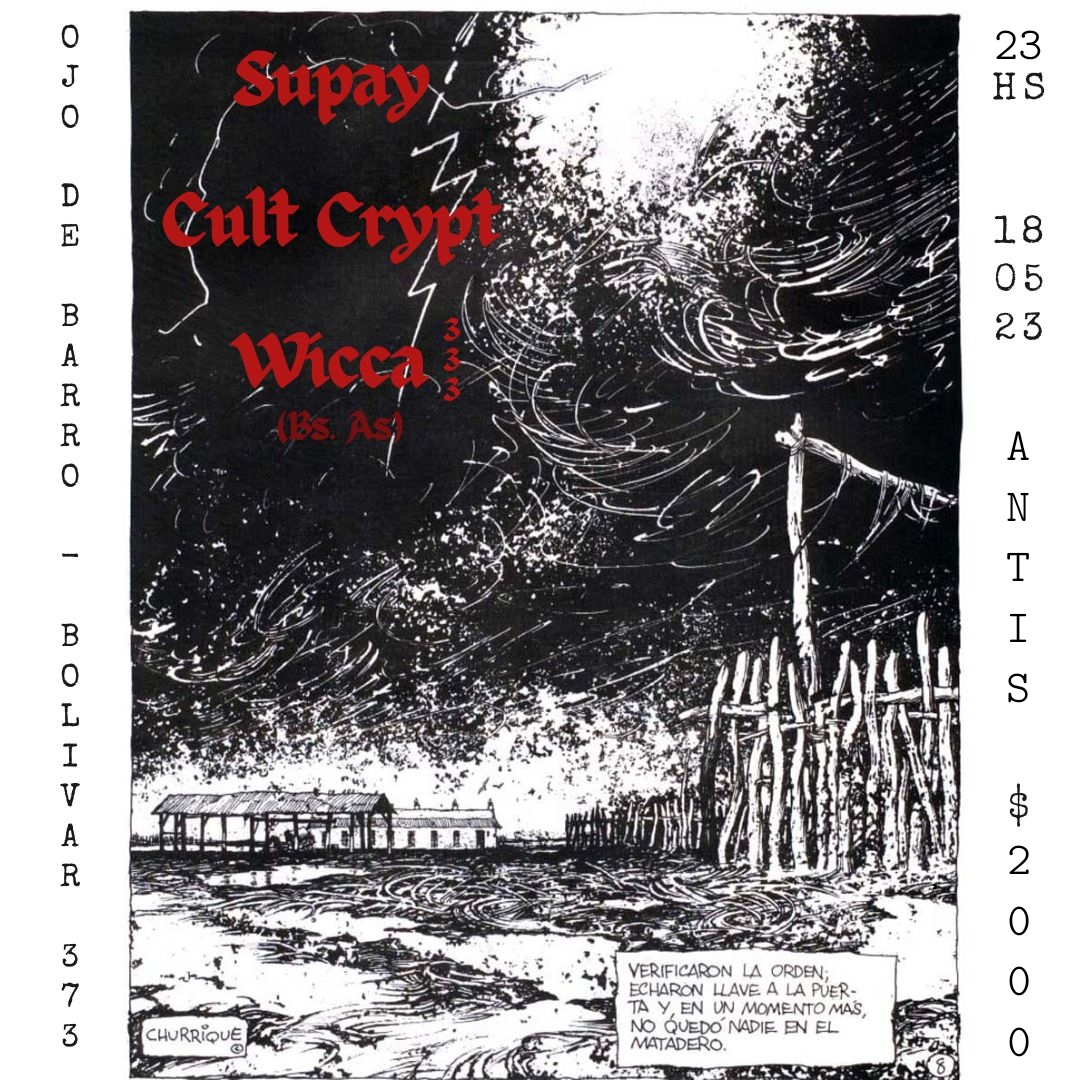 OJO DE BARRO - BOLIVAR 373
Supay
Cult Crypt
Wicca 333
(Bs. As)
23
HS
18
05
23
ANTIS $2000
VERIFICARON LA ORDEN;
ECHARON LLAVE A LA PUER-
TA Y, EN UN MOMENTO MAS,
NO QUEDÓ NADIE EN EL
MATADERO.
CHURRIQUE
©
8